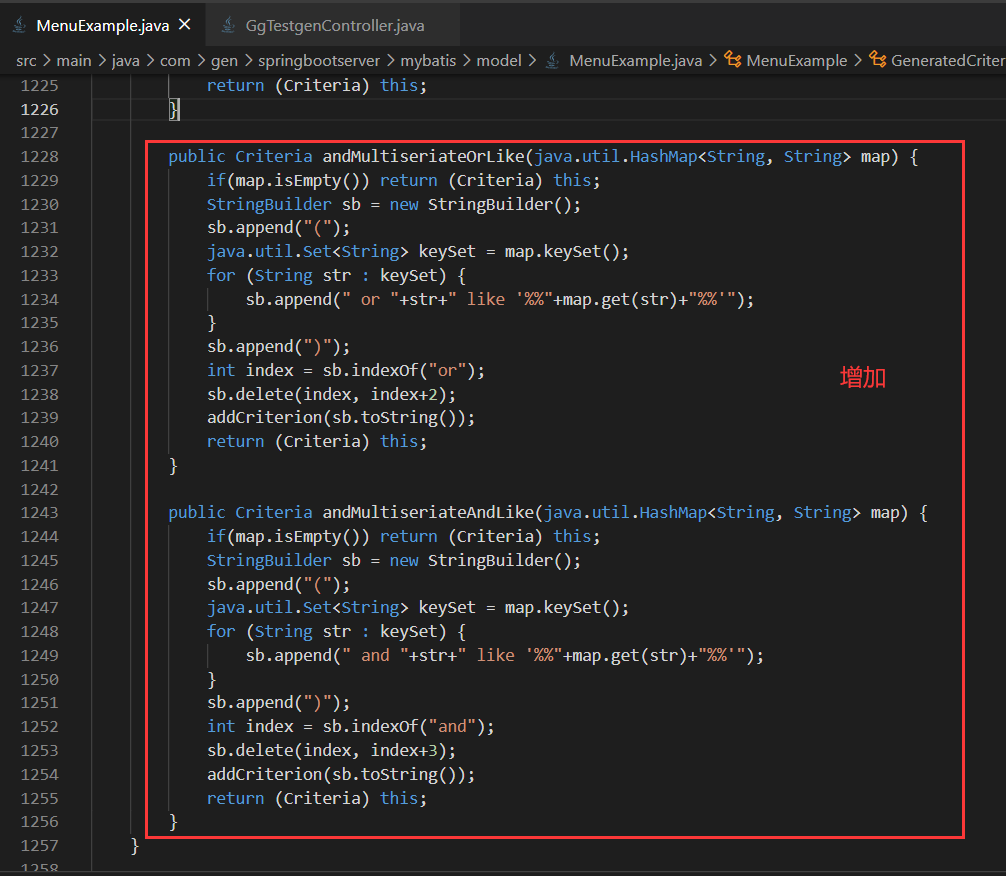 MenuExample.java × GgTestgenController.java
src > main > java > com > gen > springbootserver > mybatis > model > MenuExample.java > MenuExample > GeneratedCriter
1225 return (Criteria) this;
1226 }
1227
1228 public Criteria andMultiseriateOrLike(java.util.HashMap<String, String> map) {
1229 if(map.isEmpty()) return (Criteria) this;
1230 StringBuilder sb = new StringBuilder();
1231 sb.append("(");
1232 java.util.Set<String> keySet = map.keySet();
1233 for (String str : keySet) {
1234 sb.append(" or "+str+" like '%%"+map.get(str)+"%%'");
1235 }
1236 sb.append(")");
1237 int index = sb.indexOf("or");
增加
1238 sb.delete(index, index+2);
1239 addCriterion(sb.toString());
1240 return (Criteria) this;
1241 }
1242
1243 public Criteria andMultiseriateAndLike(java.util.HashMap<String, String> map) {
1244 if(map.isEmpty()) return (Criteria) this;
1245 StringBuilder sb = new StringBuilder();
1246 sb.append("(");
1247 java.util.Set<String> keySet = map.keySet();
1248 for (String str : keySet) {
1249 sb.append(" and "+str+" like '%%"+map.get(str)+"%%'");
1250 }
1251 sb.append(")");
1252 int index = sb.indexOf("and");
1253 sb.delete(index, index+3);
1254 addCriterion(sb.toString());
1255 return (Criteria) this;
1256 }
1257 }
1258